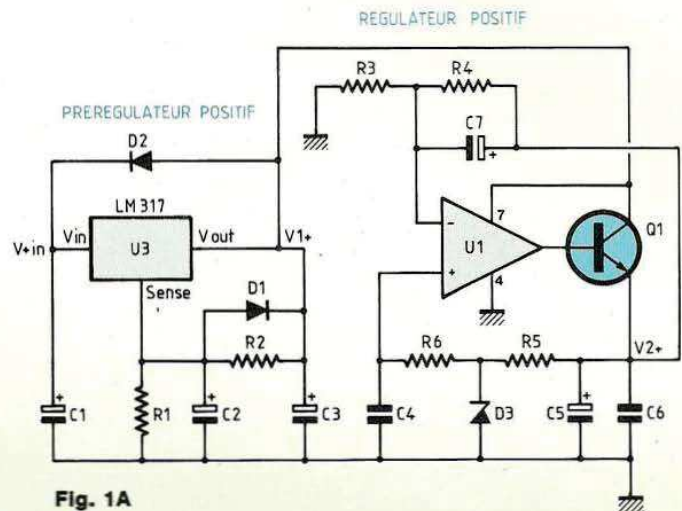 RÉGULATEUR POSITIF
R3
R4
PREREGULATEUR POSITIF
C7
+
D2
LM 317
7
Q1
-
U1
V+in
Vin
U3
Vout
V1+
Sense
+
4
D1
V2+
R2
R6
R5
+
C1
R1
+
C2
+
C3
C4
D3
+
C5
C6
Fig. 1A